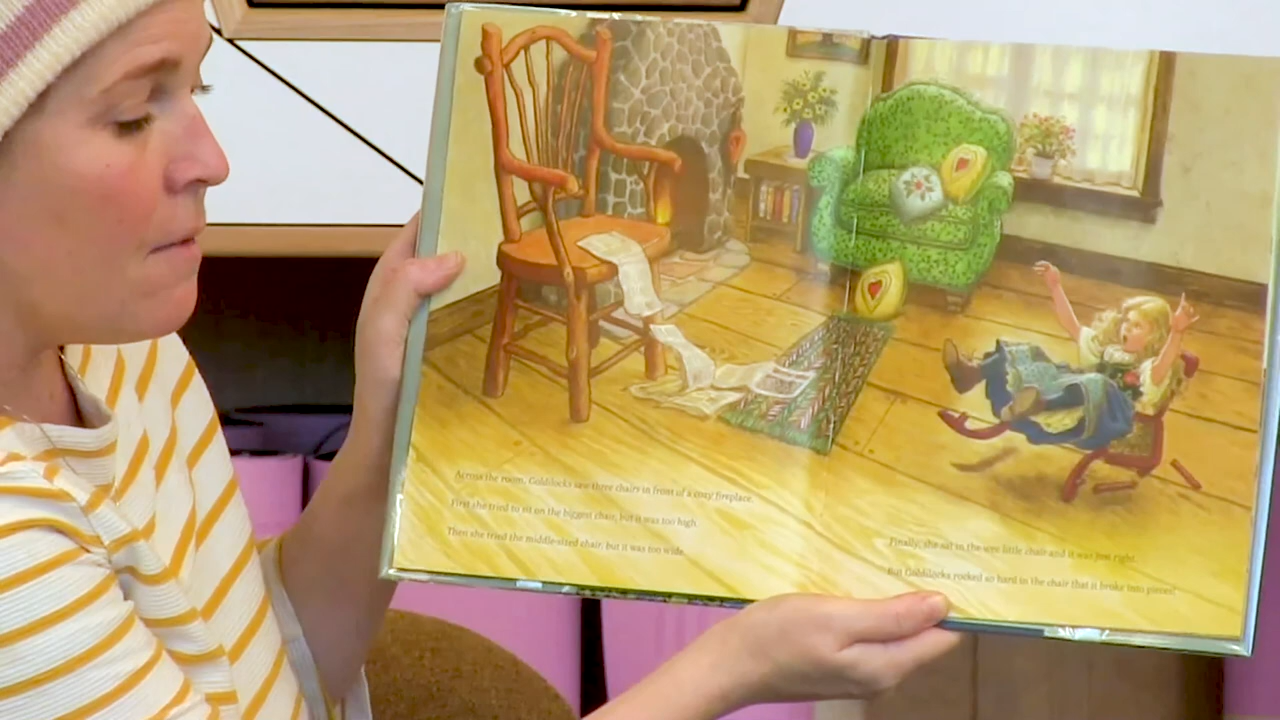 Across the room, Goldilocks saw three chairs in front of a cozy fireplace.
First she tried to sit on the biggest chair, but it was too high.
Then she tried the middle-sized chair, but it was too wide.
Finally, she sat in the wee little chair and it was just right.
But Goldilocks rocked so hard in the chair that it broke into pieces!